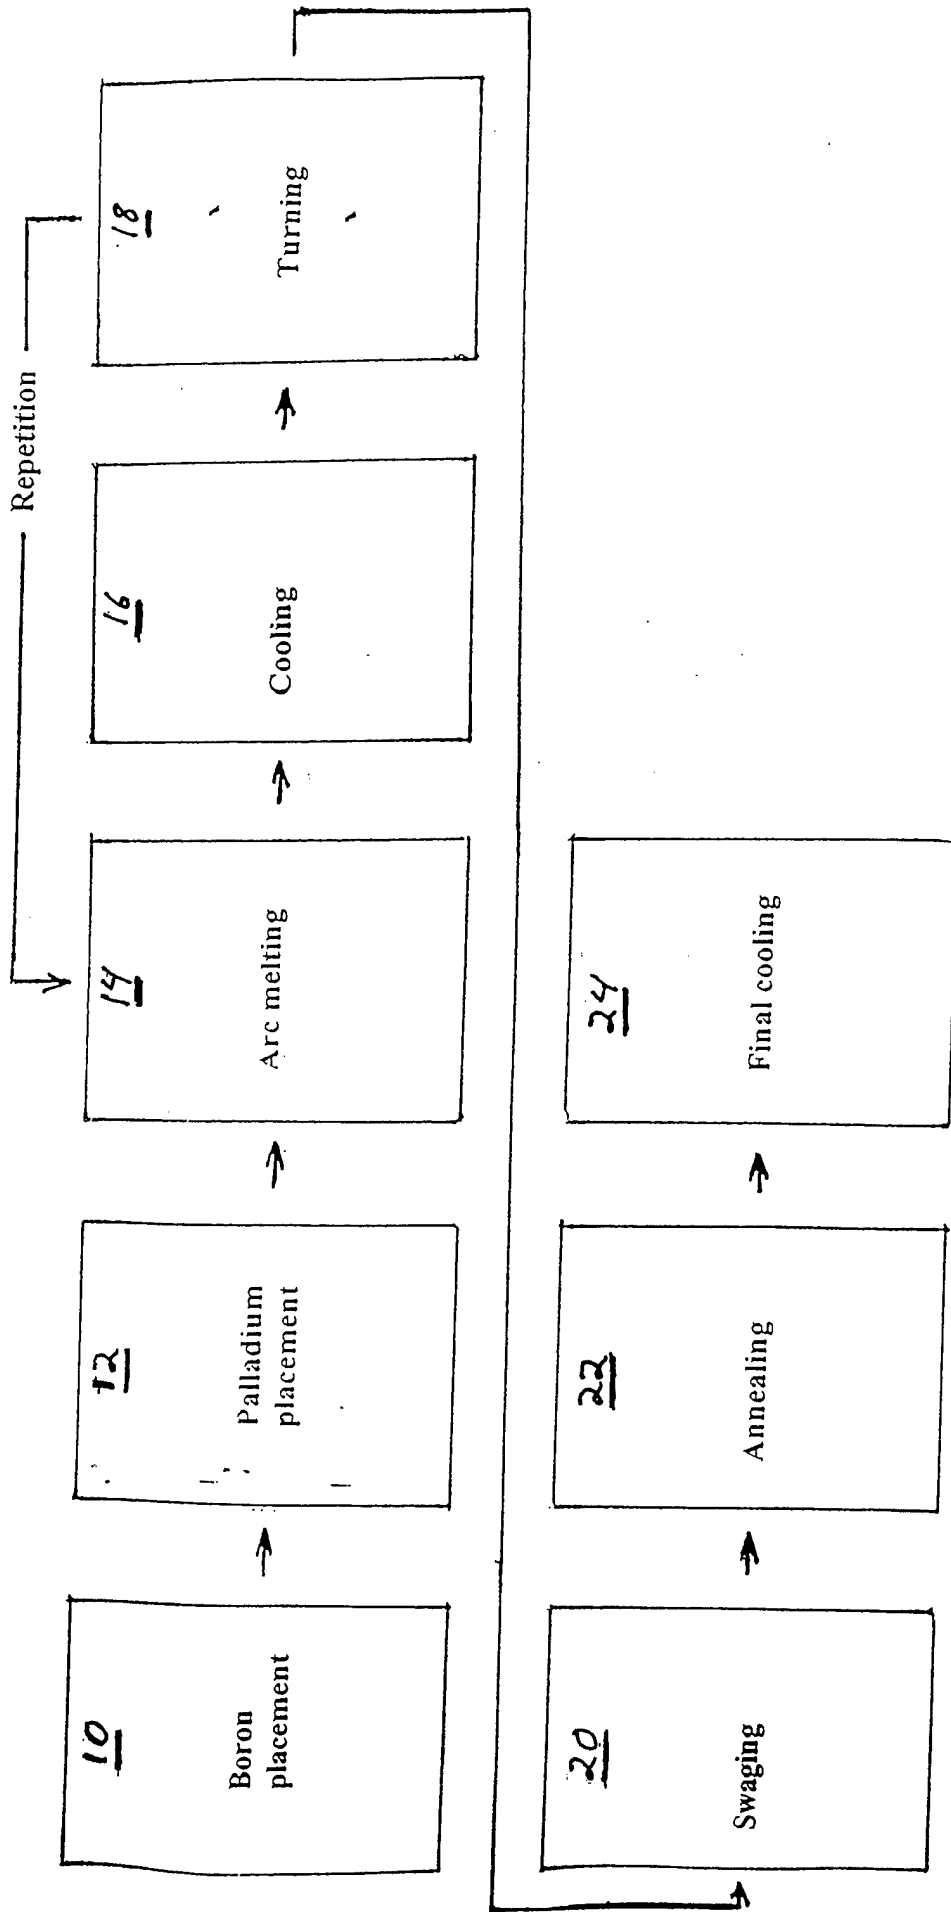 Repetition
10
Boron
placement
12
Palladium
placement
14
Arc melting
16
Cooling
18
Turning
20
Swaging
22
Annealing
24
Final cooling